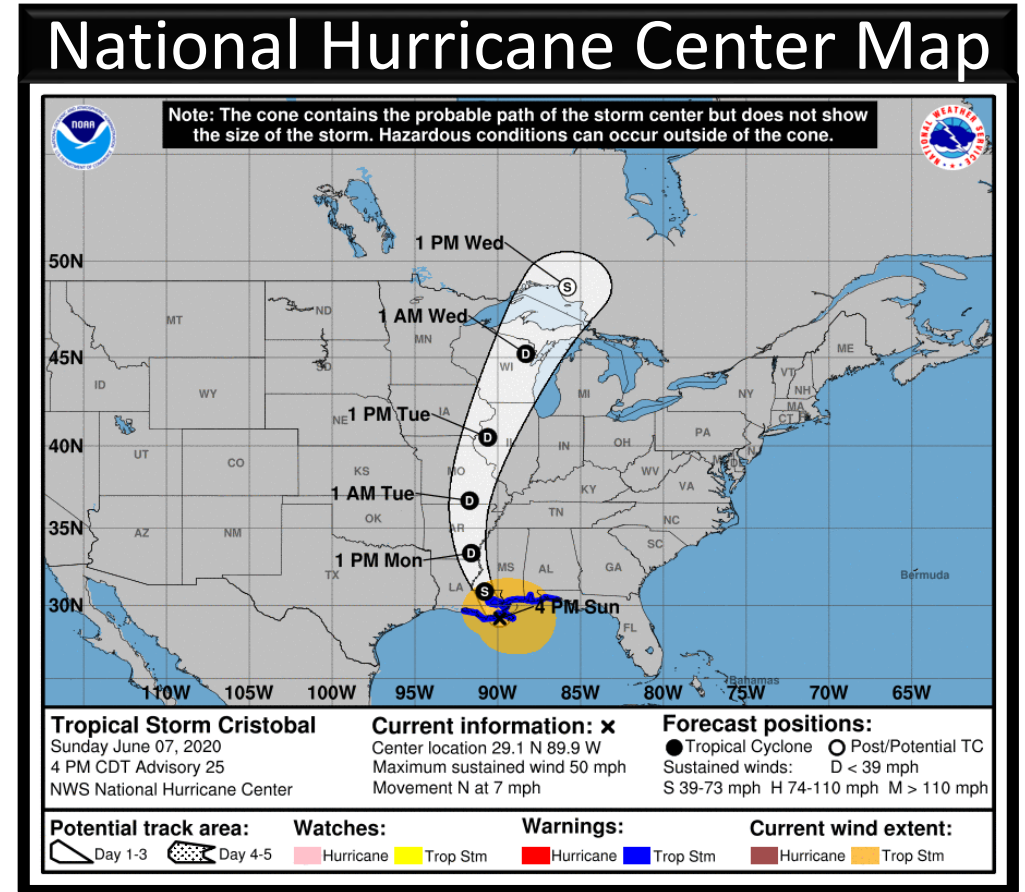 National Hurricane Center Map
Note: The cone contains the probable path of the storm center but does not show
the size of the storm. Hazardous conditions can occur outside of the cone.
NOAA
NATIONAL WEATHER SERVICE
1 PM Wed
50N
S
1 AM Wed
MT
ND
MN
ME
45N
D
SD
WI
VT
ID
WY
MI
NY
NH
MA
1 PM Tue
IA
NE
CT
R
D
IL
IN
OH
PA
40N
UT
CO
KS
MO
WV
DE
1 AM Tue
D
KY
VA
OK
AR
TN
NC
35N
AZ
NM
1 PM Mon
D
SC
TX
LA
MS
AL
GA
Bermuda
S
30N
4 PM Sun
FL
Bahamas
110W 105W 100W 95W 90W 85W 80W 75W 70W 65W
Tropical Storm Cristobal
Sunday June 07, 2020
4 PM CDT Advisory 25
NWS National Hurricane Center
Current information: ×
Center location 29.1 N 89.9 W
Maximum sustained wind 50 mph
Movement N at 7 mph
Forecast positions:
Tropical Cyclone Post/Potential TC
Sustained winds: D < 39 mph
S 39-73 mph H 74-110 mph M > 110 mph
Potential track area:
Day 1-3 Day 4-5
Watches:
Hurricane Trop Stm
Warnings:
Hurricane Trop Stm
Current wind extent:
Hurricane Trop Stm